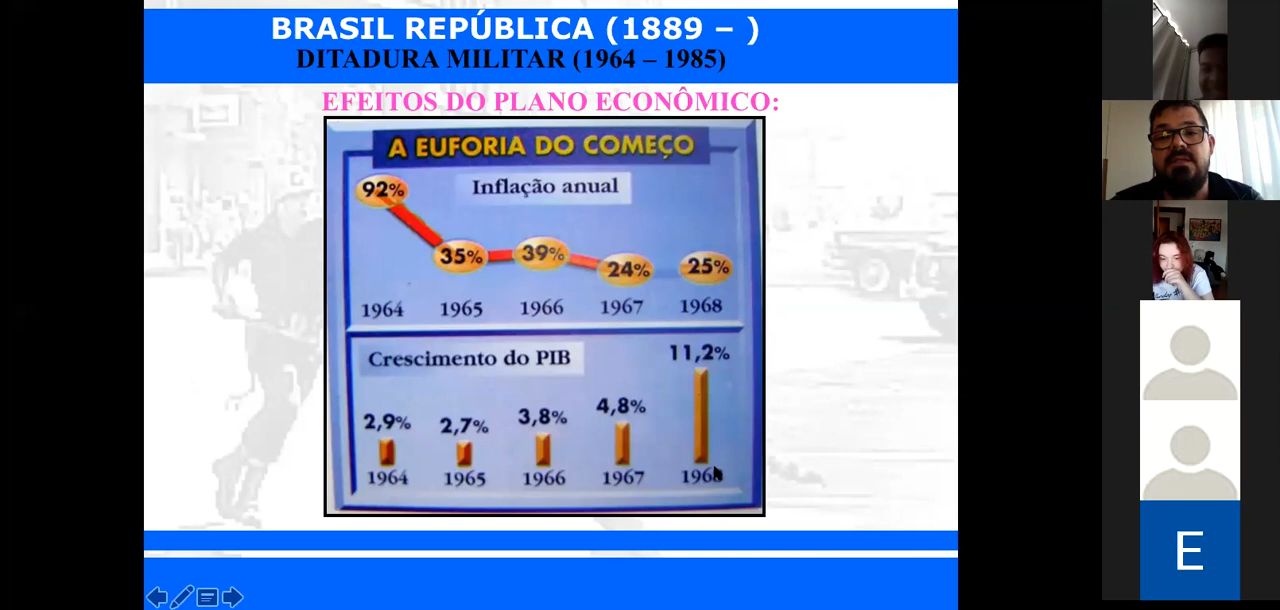 BRASIL REPÚBLICA (1889 – )
DITADURA MILITAR (1964 – 1985)
EFEITOS DO PLANO ECONÔMICO:
A EUFORIA DO COMEÇO
Inflação anual
92%
35%
39%
24%
25%
1964 1965 1966 1967 1968
Crescimento do PIB
2,9%
2,7%
3,8%
4,8%
11,2%
1964 1965 1966 1967 1968
E